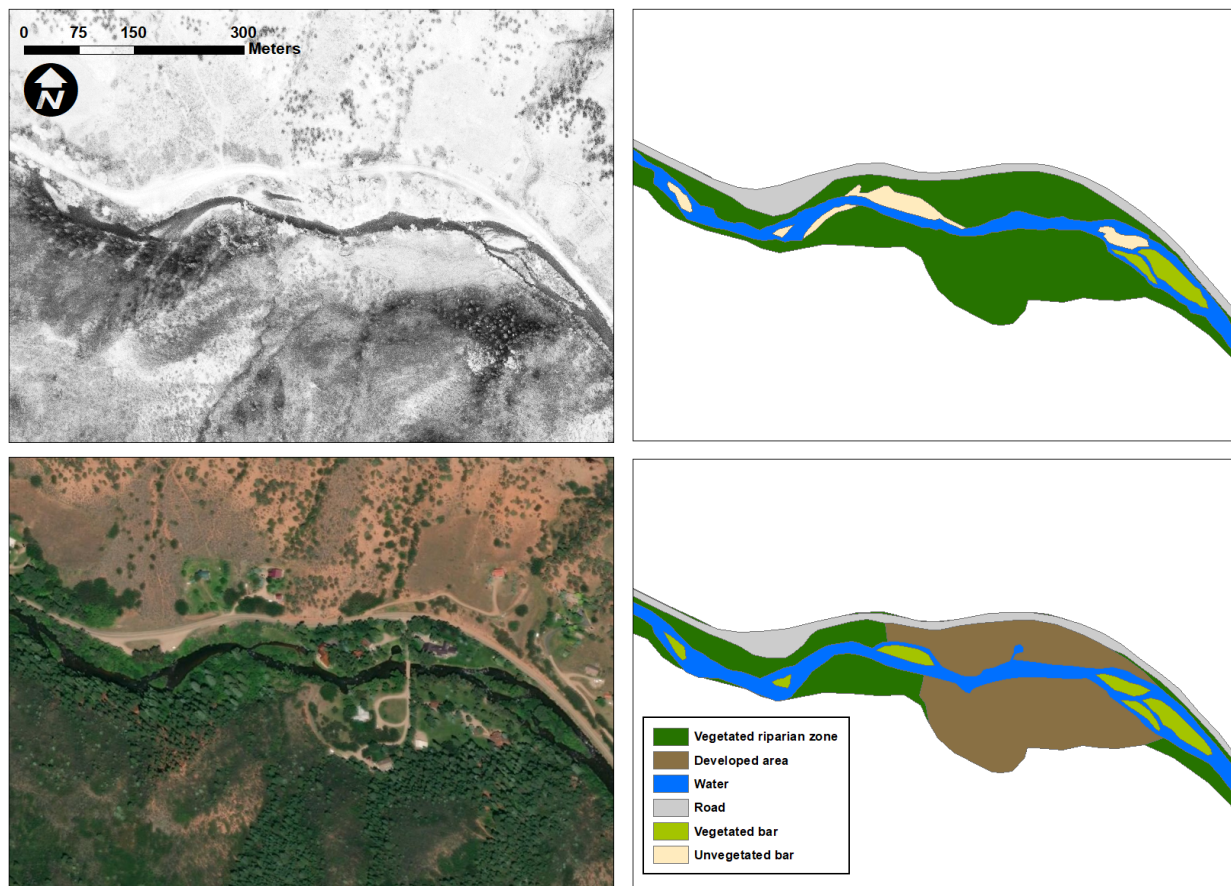 0 75 150 300
Meters
N
Vegetated riparian zone
Developed area
Water
Road
Vegetated bar
Unvegetated bar